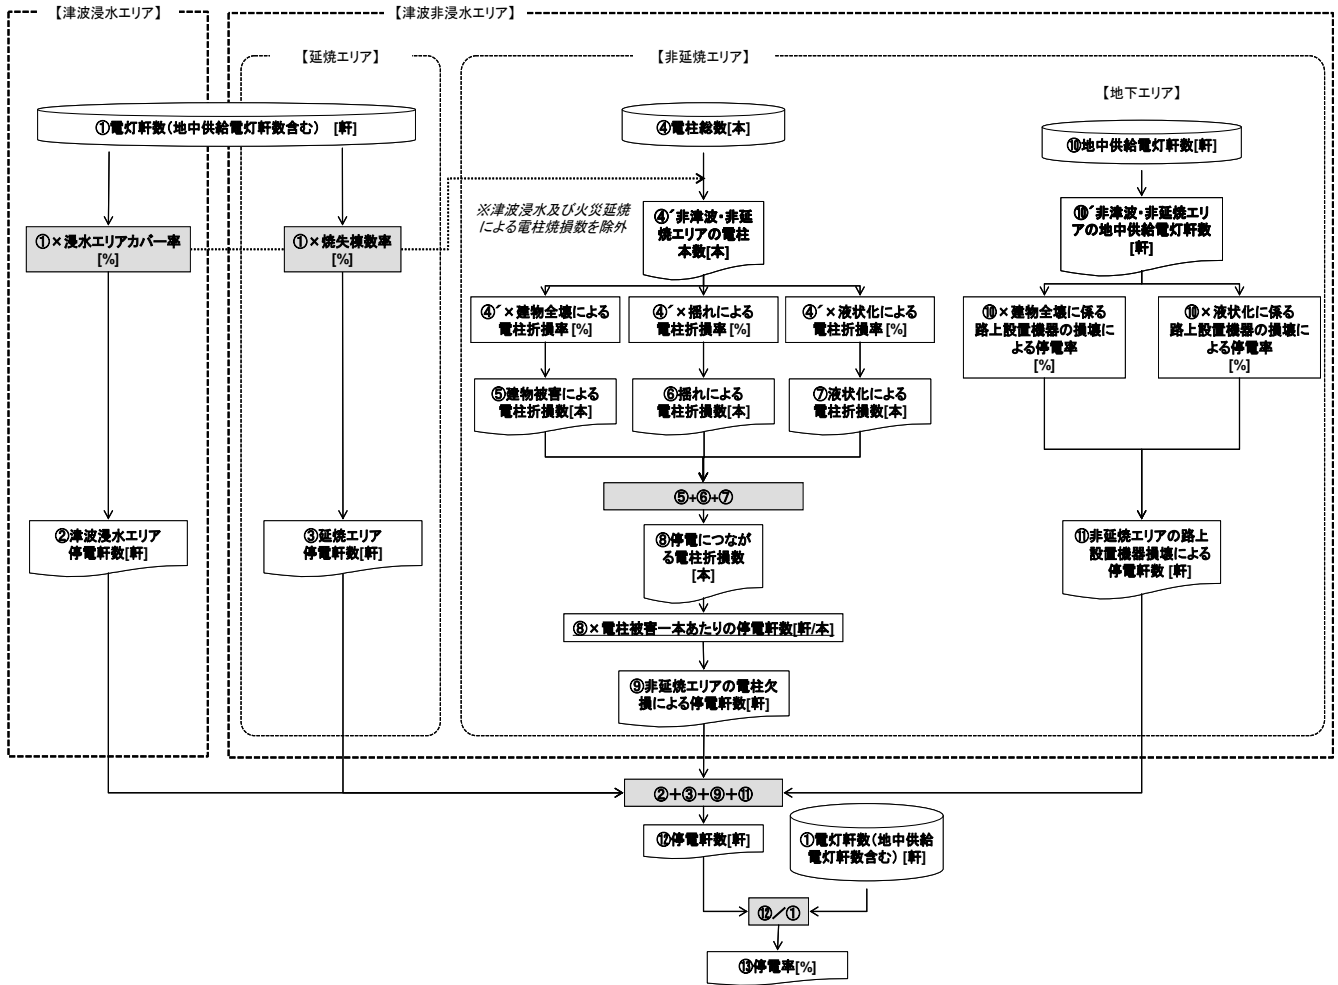 【津波浸水エリア】
【津波非浸水エリア】
【延焼エリア】
【非延焼エリア】
【地下エリア】
①電灯軒数(地中供給電灯軒数含む) [軒]
④電柱総数[本]
⑩地中供給電灯軒数[軒]
※津波浸水及び火災延焼
による電柱焼損数を除外
④´非津波・非延
焼エリアの電柱
本数[本]
⑩´非津波・非延焼エリ
アの地中供給電灯軒数
[軒]
①×浸水エリアカバー率
[%]
①×焼失棟数率
[%]
④´×建物全壊による
電柱折損率[%]
④´×揺れによる
電柱折損率[%]
④´×液状化による
電柱折損率[%]
⑩×建物全壊に係る
路上設置機器の損壊に
よる停電率
[%]
⑩×液状化に係る
路上設置機器の損壊に
よる停電率
[%]
⑤建物被害による
電柱折損数[本]
⑥揺れによる
電柱折損数[本]
⑦液状化による
電柱折損数[本]
⑤+⑥+⑦
②津波浸水エリア
停電軒数[軒]
③延焼エリア
停電軒数[軒]
⑧停電につなが
る電柱折損数
[本]
⑪非延焼エリアの路上
設置機器損壊による
停電軒数 [軒]
⑧×電柱被害一本あたりの停電軒数[軒/本]
⑨非延焼エリアの電柱欠
損による停電軒数[軒]
②+③+⑨+⑪
⑫停電軒数[軒]
①電灯軒数(地中供給
電灯軒数含む) [軒]
⑫/①
⑬停電率[%]